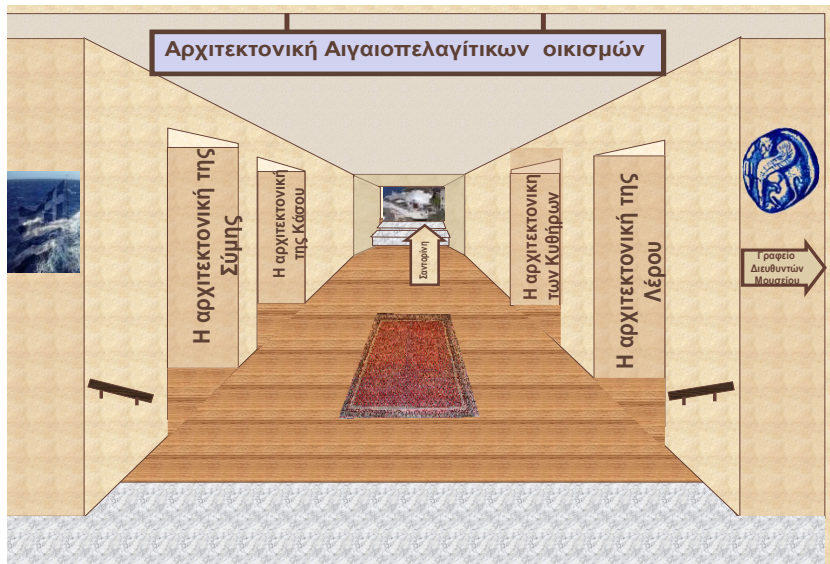 Αρχιτεκτονική Αιγαιοπελαγίτικων οικισμών
Η αρχιτεκτονική της
Σύμης
Η αρχιτεκτονική
της Κάσου
Σαντορίνη
Η αρχιτεκτονική
των Κυθήρων
Η αρχιτεκτονική της
Λέρου
Γραφείο
Διευθυντών
Μουσείου